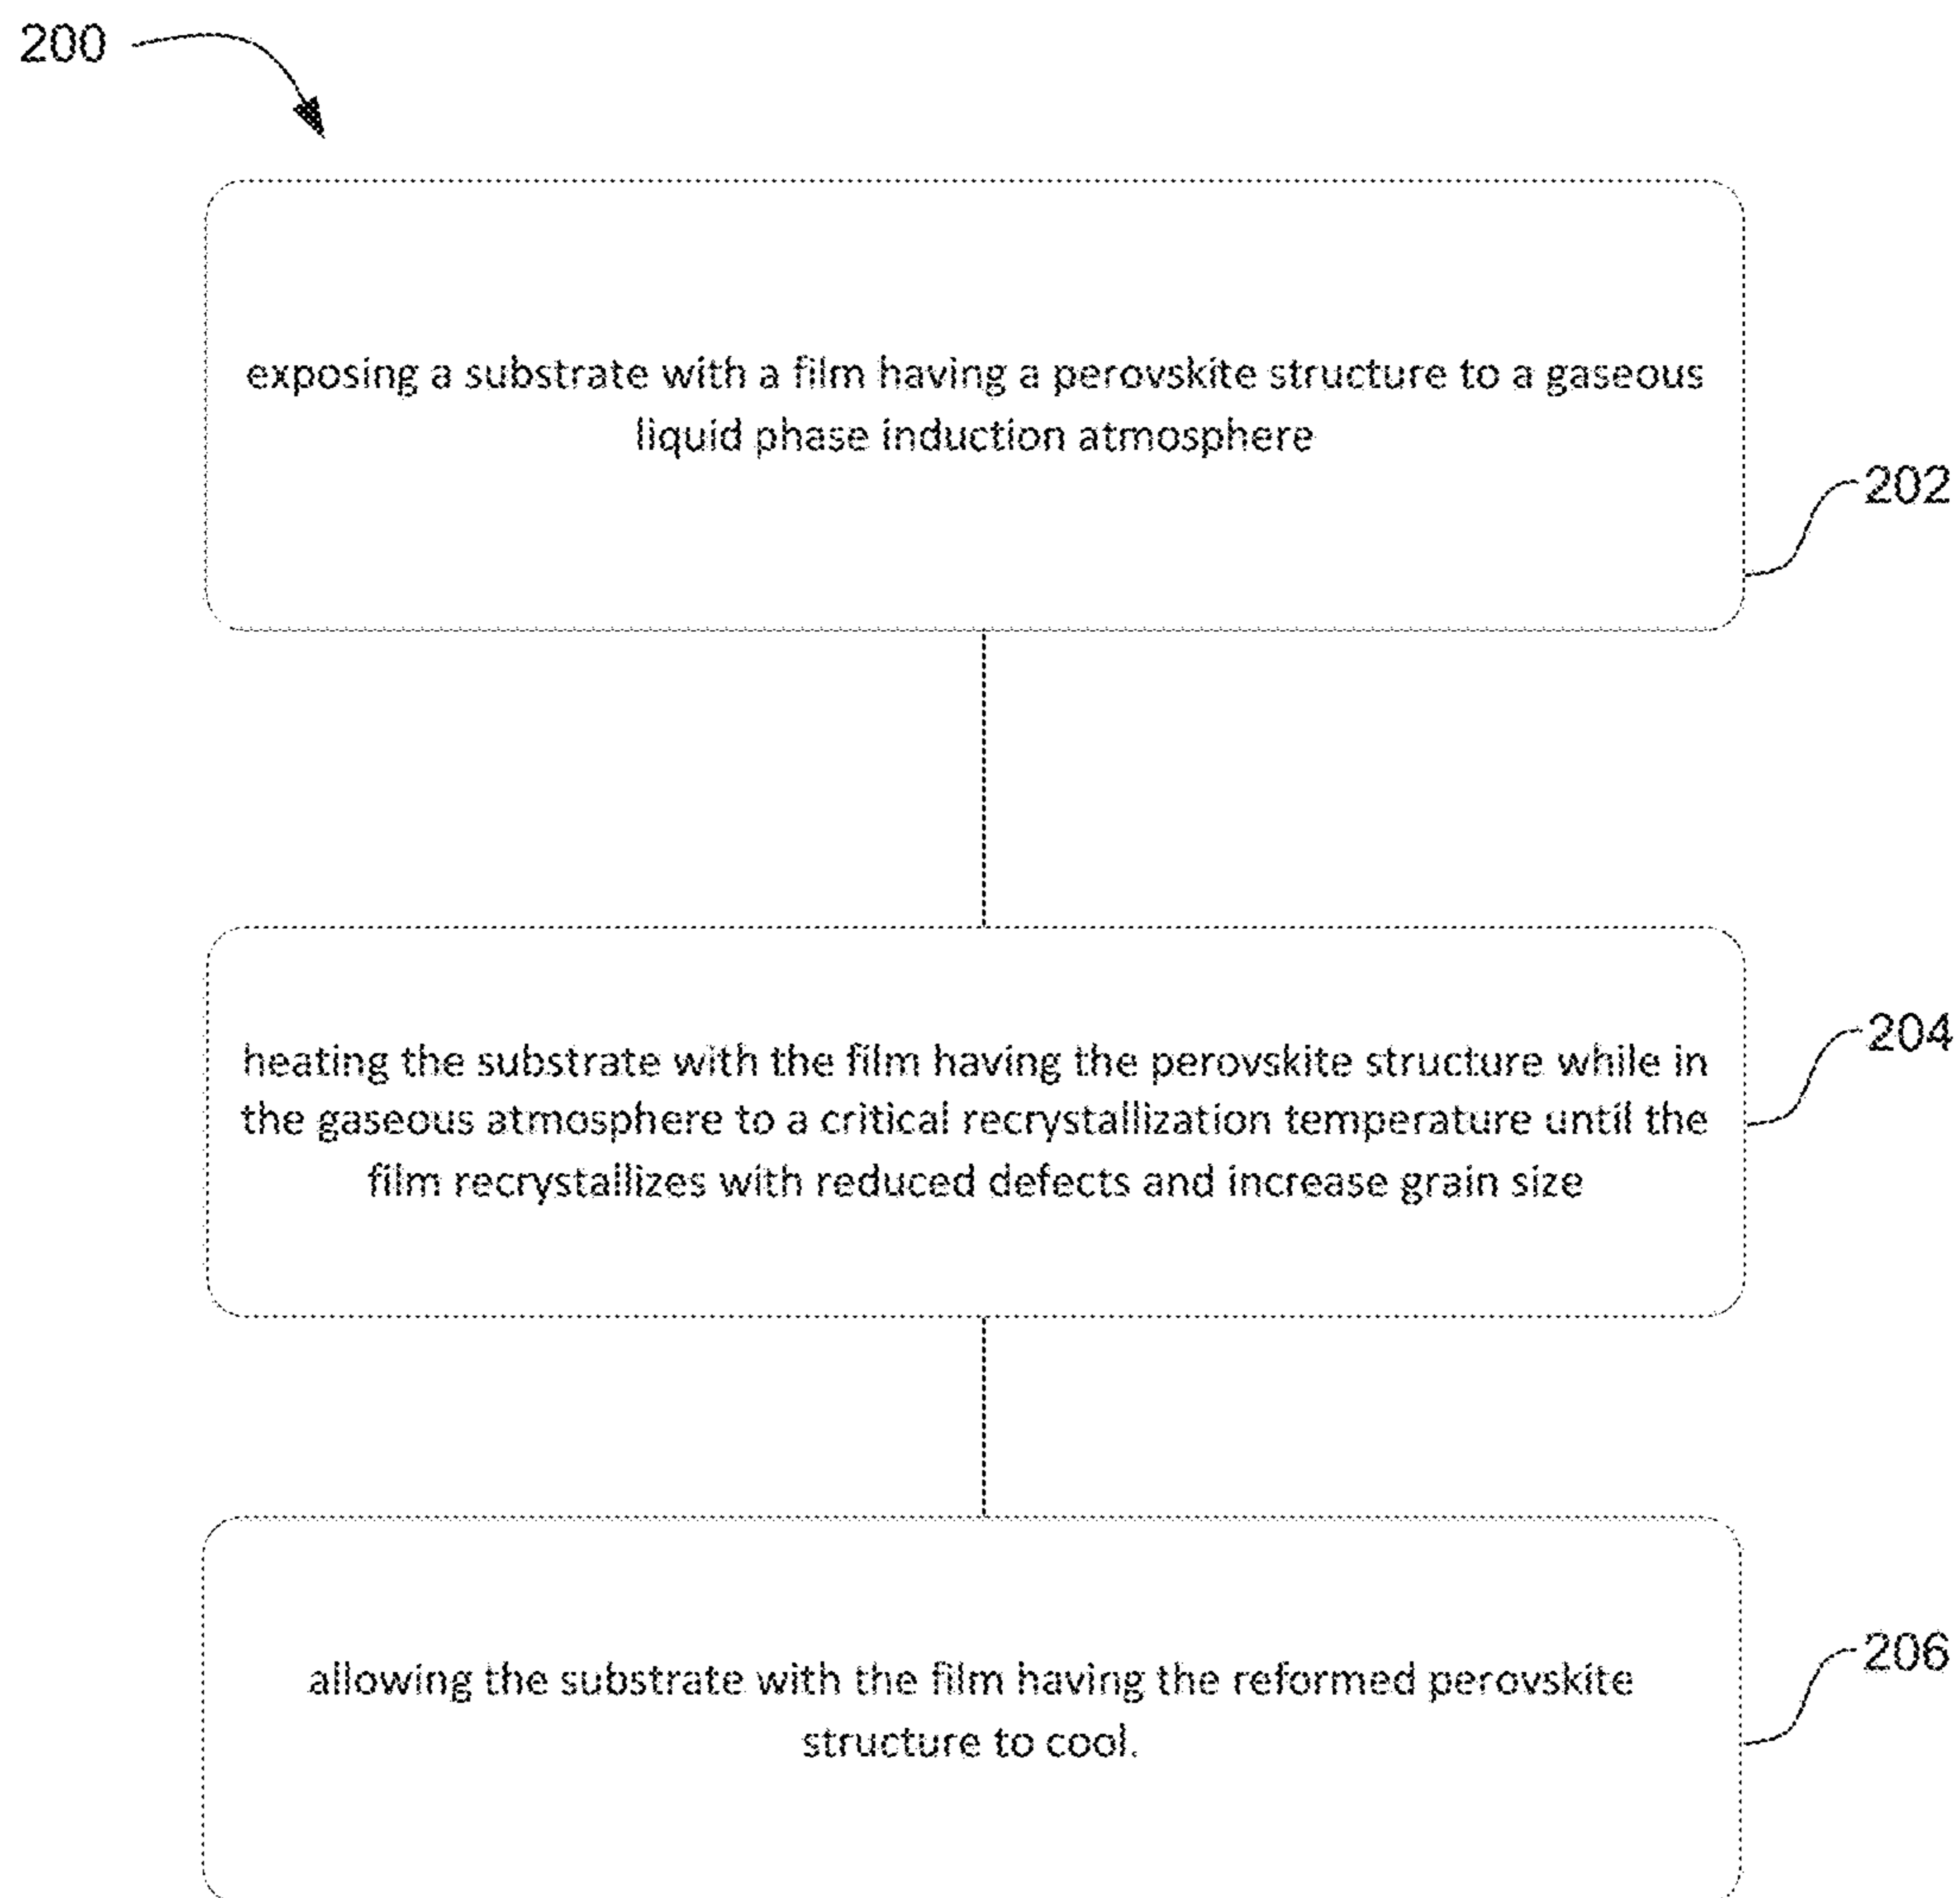 200
exposing a substrate with a film having a perovskite structure to a gaseous
liquid phase induction atmosphere
202
heating the substrate with the film having the perovskite structure while in
the gaseous atmosphere to a critical recrystallization temperature until the
film recrystallizes with reduced defects and increase grain size
204
allowing the substrate with the film having the reformed perovskite
structure to cool.
206